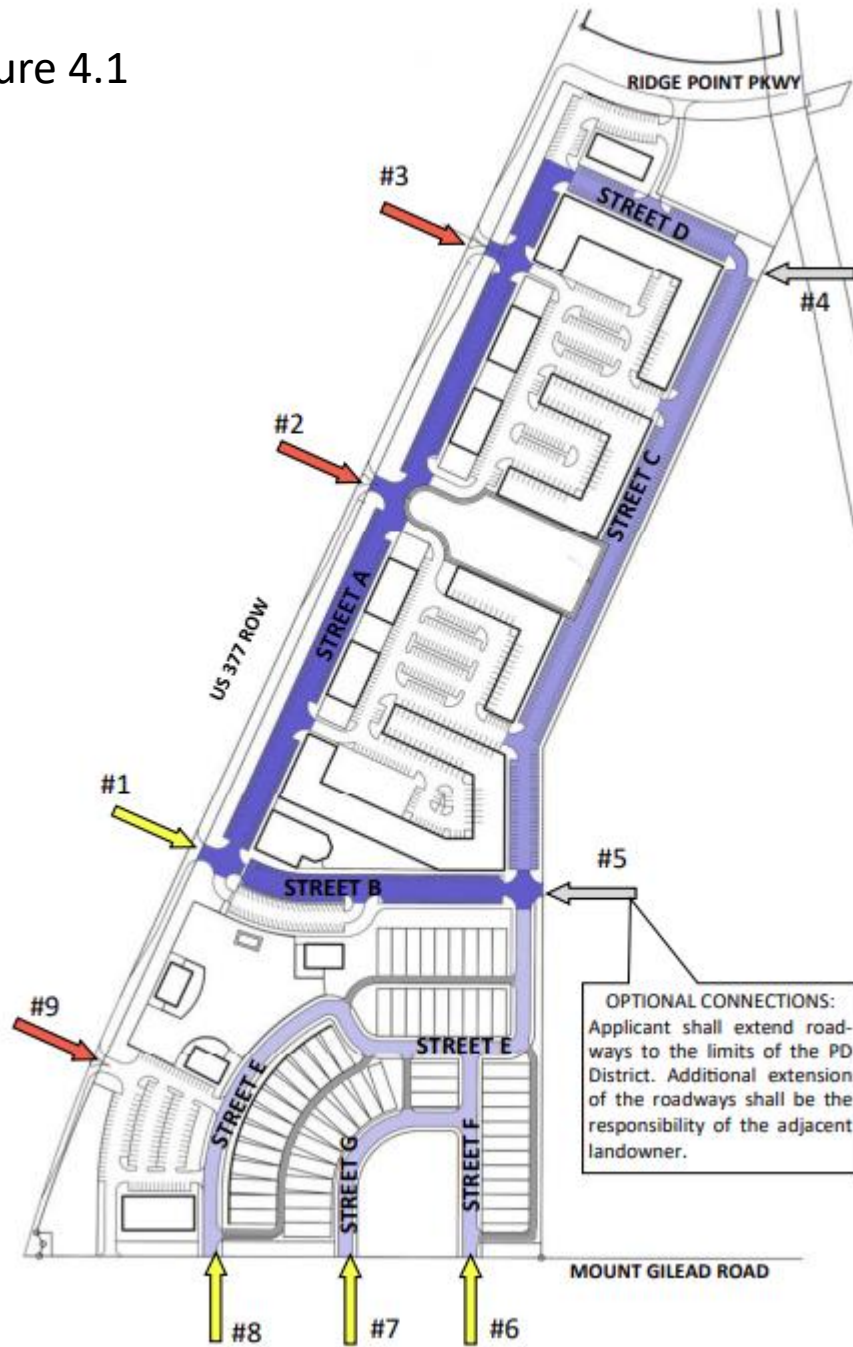 ure 4.1
RIDGE POINT PKWY
#3
STREET D
#4
#2
STREET C
STREET A
US 377 ROW
#1
#5
STREET B
OPTIONAL CONNECTIONS:
Applicant shall extend road-
ways to the limits of the PD
District. Additional extension
of the roadways shall be the
responsibility of the adjacent
landowner.
#9
STREET E
STREET E
STREET G
STREET F
MOUNT GILEAD ROAD
#8
#7
#6